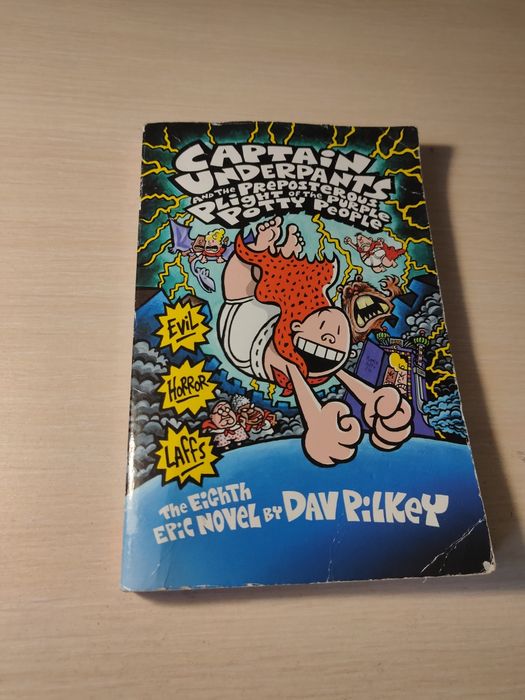 CAPTAIN
UNDERPANTS
AND THE PREPOSTEROUS
PLIGHT OF THE PURPLE
POTTY PEOPLE
EVIL
HORROR
LAFFS
The EIGHTH
EPIC NOVEL BY DAV PILKEY